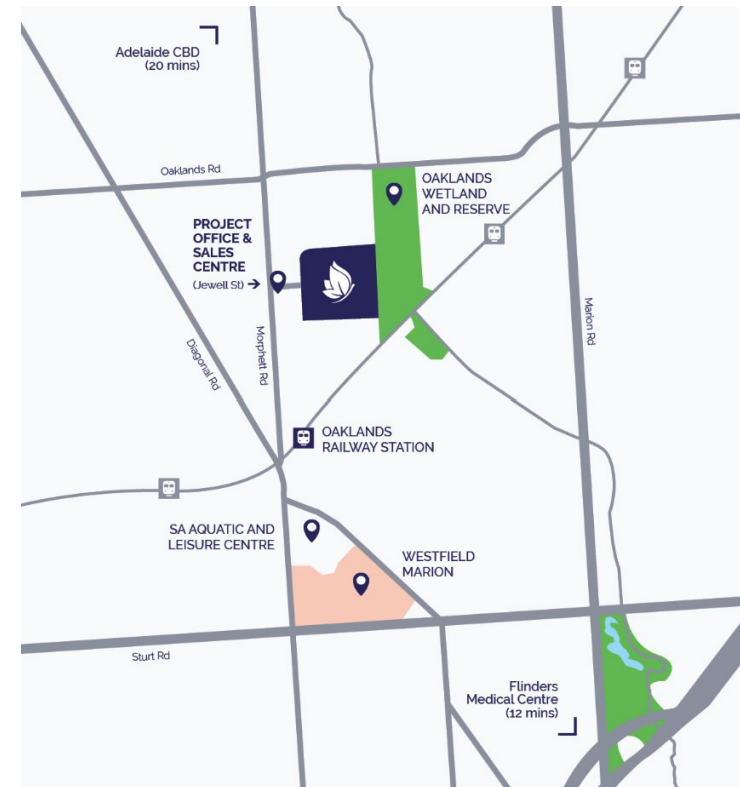 Adelaide CBD
(20 mins)
Oaklands Rd
OAKLANDS
WETLAND
AND RESERVE
PROJECT
OFFICE &
SALES
CENTRE
(Jewell St) →
Diagonal Rd
Morphett Rd
Marion Rd
OAKLANDS
RAILWAY STATION
SA AQUATIC AND
LEISURE CENTRE
WESTFIELD
MARION
Sturt Rd
Flinders
Medical Centre
(12 mins)